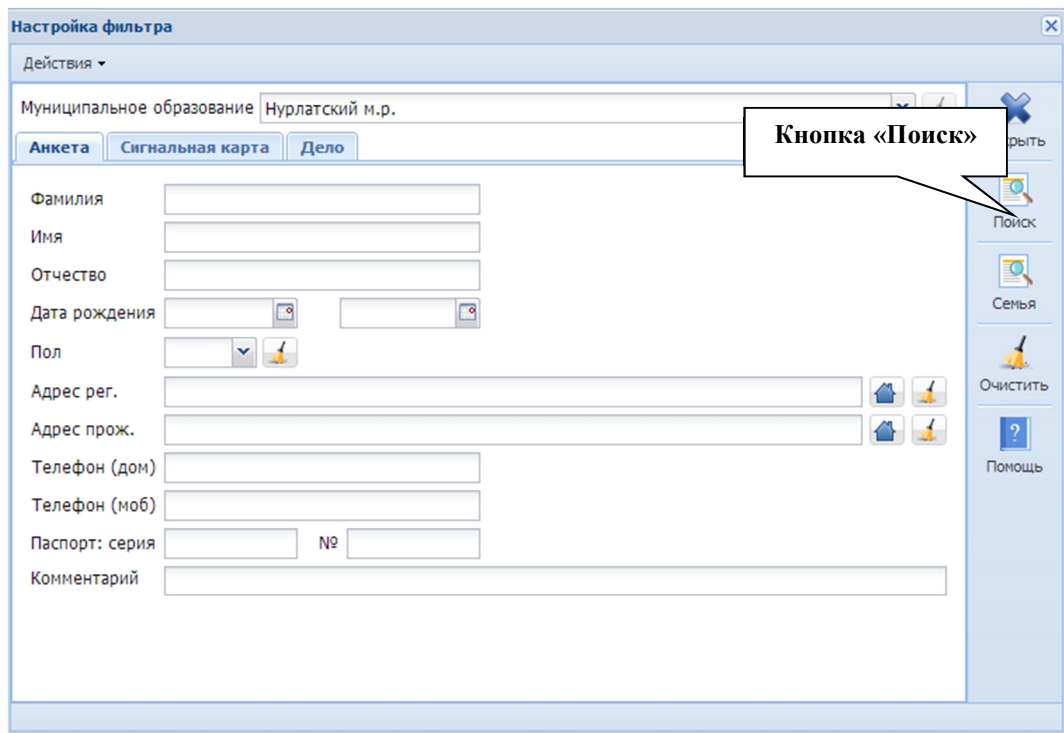 Настройка фильтра
Действия
Муниципальное образование Нурлатский м.р.
Кнопка «Поиск»
рыть
Анкета Сигнальная карта Дело
Фамилия
Поиск
Имя
Отчество
Семья
Дата рождения
Пол
Очистить
Адрес рег.
Адрес прож.
Помощь
Телефон (дом)
Телефон (моб)
Паспорт: серия №
Комментарий